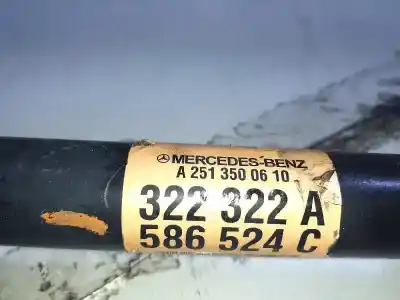 MERCEDES-BENZ
A 251 350 06 10
322 322 A
586 524 C